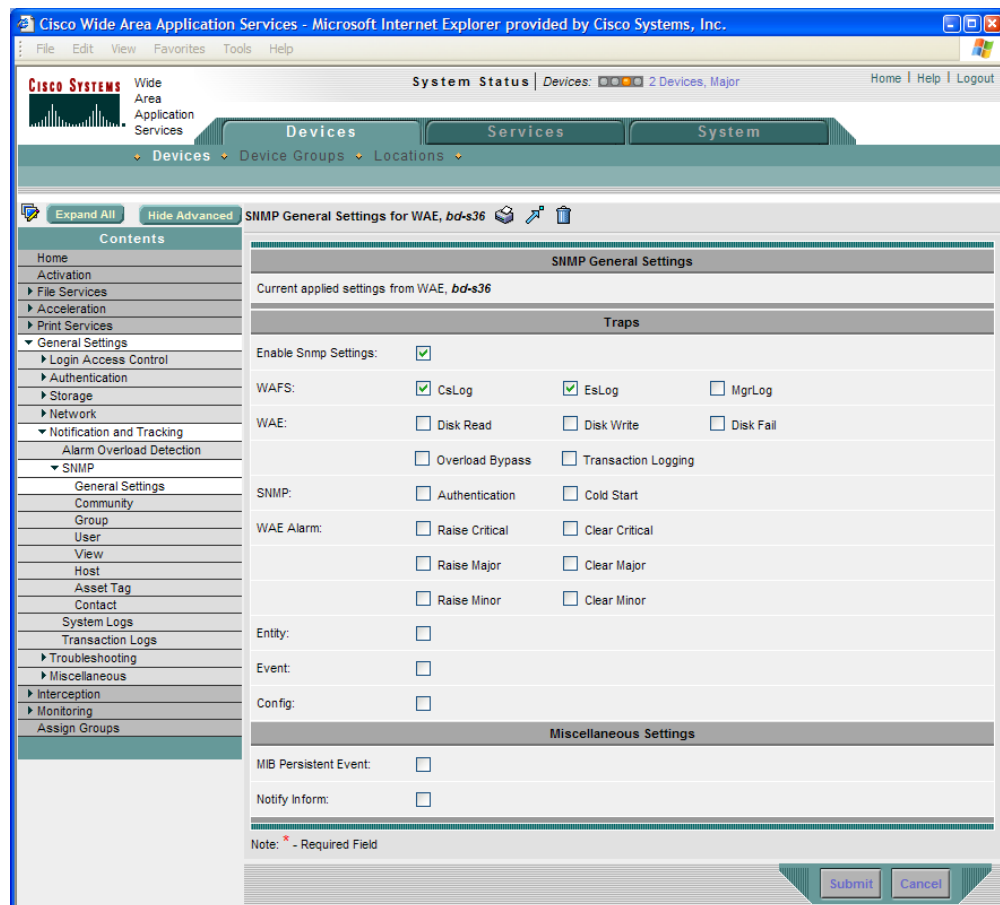 Cisco Wide Area Application Services - Microsoft Internet Explorer provided by Cisco Systems, Inc.
File Edit View Favorites Tools Help
CISCO SYSTEMS
Wide
Area
Application
Services
System Status | Devices: 2 Devices, Major
Home | Help | Logout
Devices Services System
Devices Device Groups Locations
Expand All Hide Advanced
SNMP General Settings for WAE, bd-s36
Contents
Home
Activation
File Services
Acceleration
Print Services
General Settings
Login Access Control
Authentication
Storage
Network
Notification and Tracking
Alarm Overload Detection
SNMP
General Settings
Community
Group
User
View
Host
Asset Tag
Contact
System Logs
Transaction Logs
Troubleshooting
Miscellaneous
Interception
Monitoring
Assign Groups
SNMP General Settings
Current applied settings from WAE, bd-s36
Traps
Enable Snmp Settings:
WAFS: CsLog EsLog MgrLog
WAE: Disk Read Disk Write Disk Fail
Overload Bypass Transaction Logging
SNMP: Authentication Cold Start
WAE Alarm: Raise Critical Clear Critical
Raise Major Clear Major
Raise Minor Clear Minor
Entity:
Event:
Config:
Miscellaneous Settings
MIB Persistent Event:
Notify Inform:
Note: * - Required Field
Submit Cancel